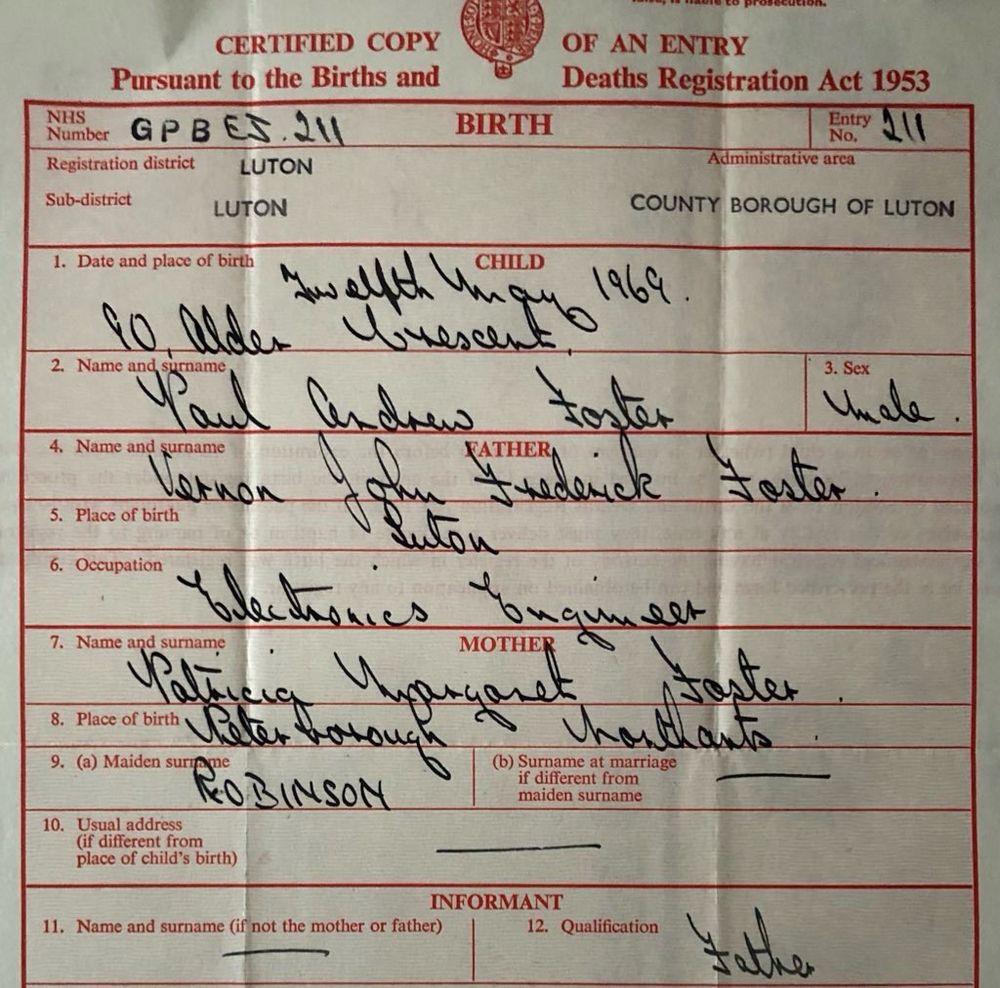 CERTIFIED COPY OF AN ENTRY
Pursuant to the Births and Deaths Registration Act 1953
NHS Number GPBEJ.211 BIRTH Entry No. 211
Registration district LUTON Administrative area
Sub-district LUTON COUNTY BOROUGH OF LUTON
1. Date and place of birth CHILD
Twelfth May 1969.
90, Alder Crescent,
2. Name and surname 3. Sex
Paul Andrew Foster Male.
4. Name and surname FATHER
Vernon John Frederick Foster.
5. Place of birth
Luton
6. Occupation
Electronics Engineer
7. Name and surname MOTHER
Patricia Margaret Foster.
8. Place of birth Peterborough Northants.
9. (a) Maiden surname (b) Surname at marriage
ROBINSON if different from
maiden surname
10. Usual address
(if different from
place of child's birth)
INFORMANT
11. Name and surname (if not the mother or father) 12. Qualification
Father